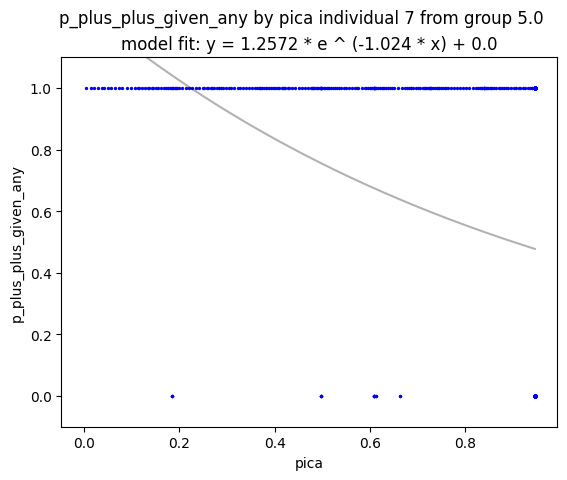 p_plus_plus_given_any by pica individual 7 from group 5.0
model fit: y = 1.2572 * e ^ (-1.024 * x) + 0.0
1.0
0.8
0.6
0.4
0.2
0.0
p_plus_plus_given_any
0.0 0.2 0.4 0.6 0.8
pica